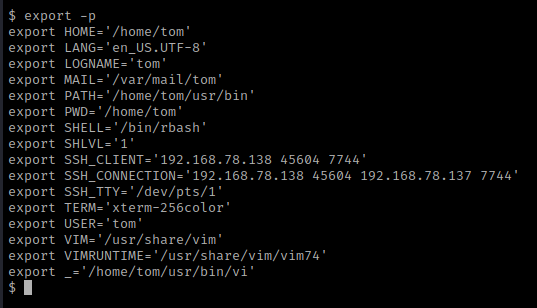 $ export -p
export HOME='/home/tom'
export LANG='en_US.UTF-8'
export LOGNAME='tom'
export MAIL='/var/mail/tom'
export PATH='/home/tom/usr/bin'
export PWD='/home/tom'
export SHELL='/bin/rbash'
export SHLVL='1'
export SSH_CLIENT='192.168.78.138 45604 7744'
export SSH_CONNECTION='192.168.78.138 45604 192.168.78.137 7744'
export SSH_TTY='/dev/pts/1'
export TERM='xterm-256color'
export USER='tom'
export VIM='/usr/share/vim'
export VIMRUNTIME='/usr/share/vim/vim74'
export _='/home/tom/usr/bin/vi'
$